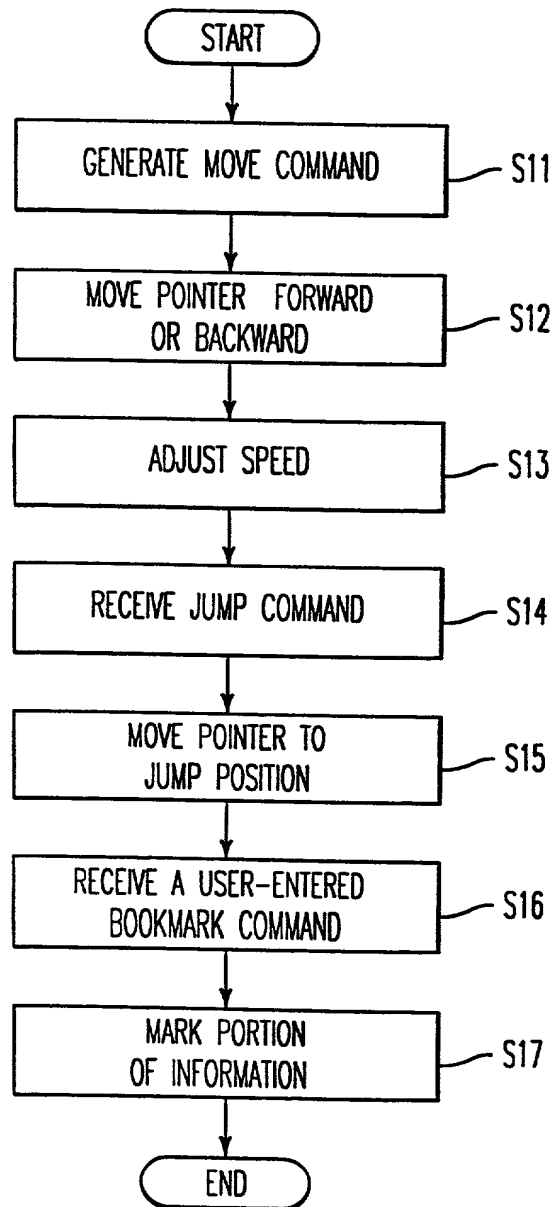 START
GENERATE MOVE COMMAND
S11
MOVE POINTER FORWARD
OR BACKWARD
S12
ADJUST SPEED
S13
RECEIVE JUMP COMMAND
S14
MOVE POINTER TO
JUMP POSITION
S15
RECEIVE A USER-ENTERED
BOOKMARK COMMAND
S16
MARK PORTION
OF INFORMATION
S17
END